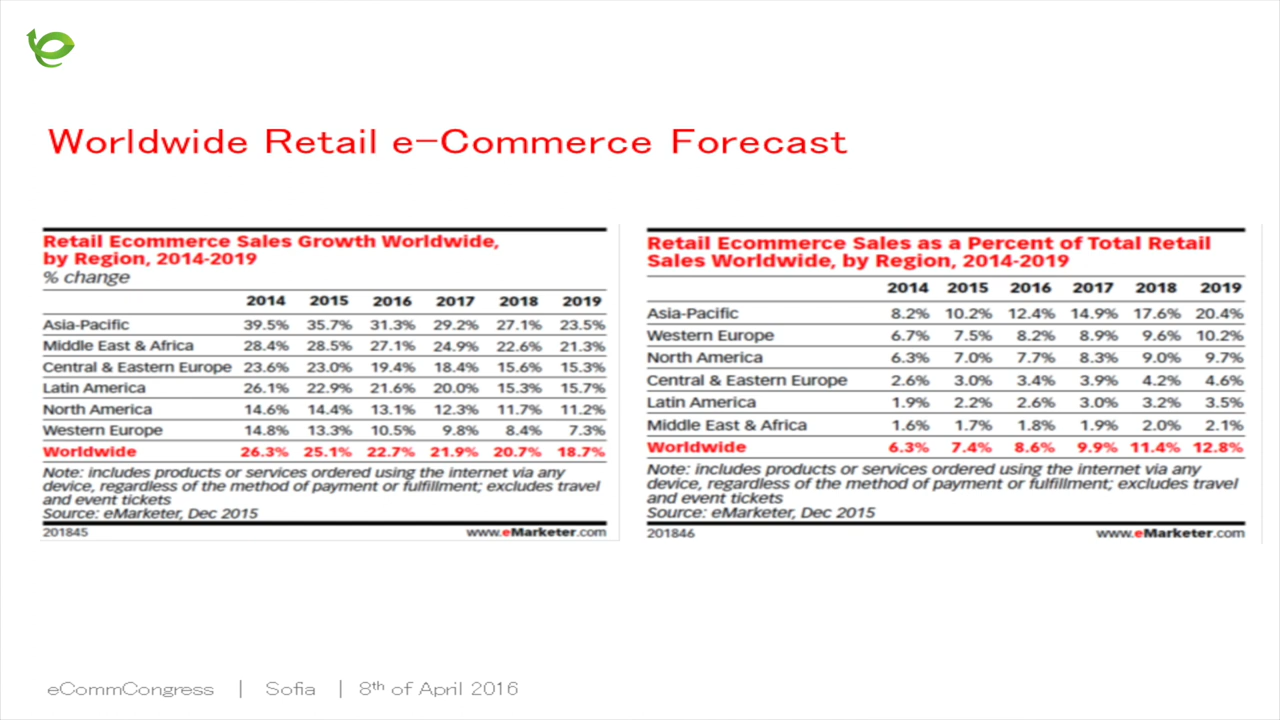 Worldwide Retail e-Commerce Forecast
Retail Ecommerce Sales Growth Worldwide,
by Region, 2014-2019
% change
2014 2015 2016 2017 2018 2019
Asia-Pacific 39.5% 35.7% 31.3% 29.2% 27.1% 23.5%
Middle East & Africa 28.4% 28.5% 27.1% 24.9% 22.6% 21.3%
Central & Eastern Europe 23.6% 23.0% 19.4% 18.4% 15.6% 15.3%
Latin America 26.1% 22.9% 21.6% 20.0% 15.3% 15.7%
North America 14.6% 14.4% 13.1% 12.3% 11.7% 11.2%
Western Europe 14.8% 13.3% 10.5% 9.8% 8.4% 7.3%
Worldwide 26.3% 25.1% 22.7% 21.9% 20.7% 18.7%
Note: includes products or services ordered using the internet via any
device, regardless of the method of payment or fulfillment; excludes travel
and event tickets
Source: eMarketer, Dec 2015
201845 www.eMarketer.com
Retail Ecommerce Sales as a Percent of Total Retail
Sales Worldwide, by Region, 2014-2019
2014 2015 2016 2017 2018 2019
Asia-Pacific 8.2% 10.2% 12.4% 14.9% 17.6% 20.4%
Western Europe 6.7% 7.5% 8.2% 8.9% 9.6% 10.2%
North America 6.3% 7.0% 7.7% 8.3% 9.0% 9.7%
Central & Eastern Europe 2.6% 3.0% 3.4% 3.9% 4.2% 4.6%
Latin America 1.9% 2.2% 2.6% 3.0% 3.2% 3.5%
Middle East & Africa 1.6% 1.7% 1.8% 1.9% 2.0% 2.1%
Worldwide 6.3% 7.4% 8.6% 9.9% 11.4% 12.8%
Note: includes products or services ordered using the internet via any
device, regardless of the method of payment or fulfillment; excludes travel
and event tickets
Source: eMarketer, Dec 2015
201846 www.eMarketer.com
eCommCongress | Sofia | 8th of April 2016